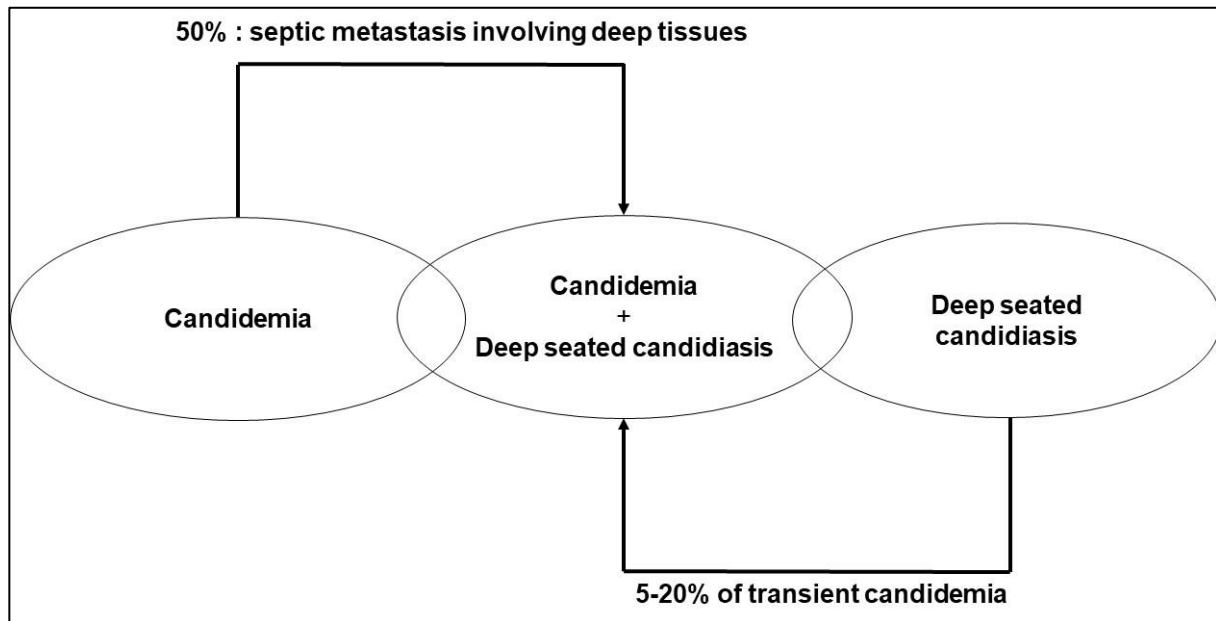 50% : septic metastasis involving deep tissues
Candidemia
Candidemia
+
Deep seated candidiasis
Deep seated
candidiasis
5-20% of transient candidemia